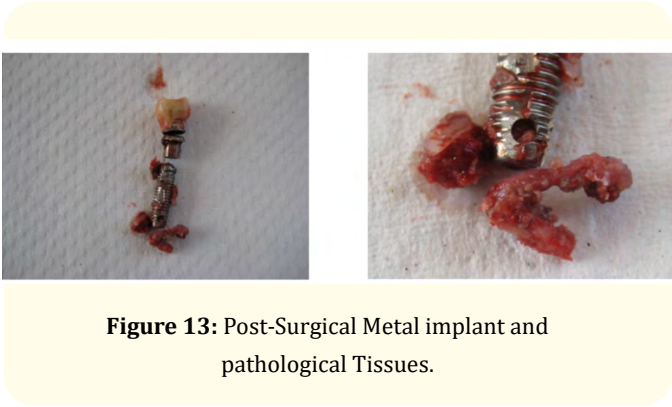 Figure 13: Post-Surgical Metal implant and
pathological Tissues.